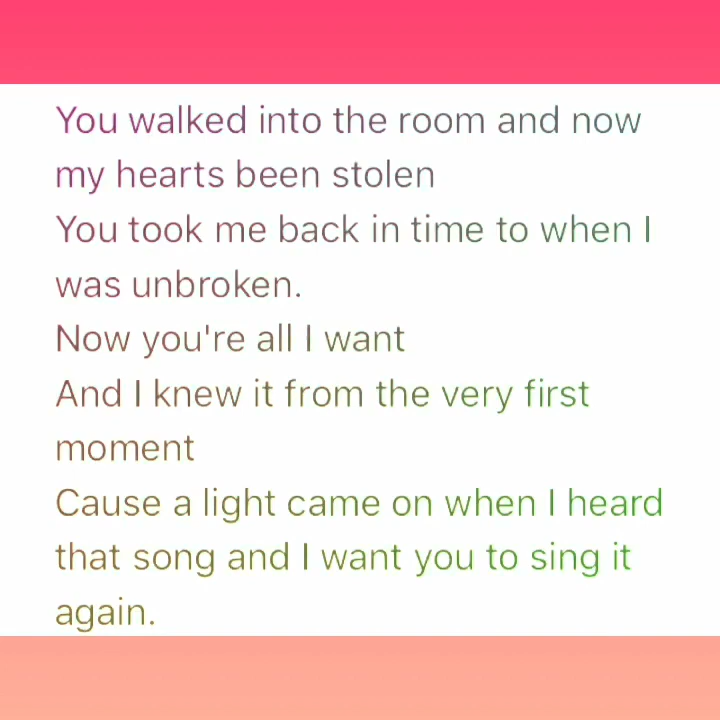 You walked into the room and now
my hearts been stolen
You took me back in time to when I
was unbroken.
Now you're all I want
And I knew it from the very first
moment
Cause a light came on when I heard
that song and I want you to sing it
again.